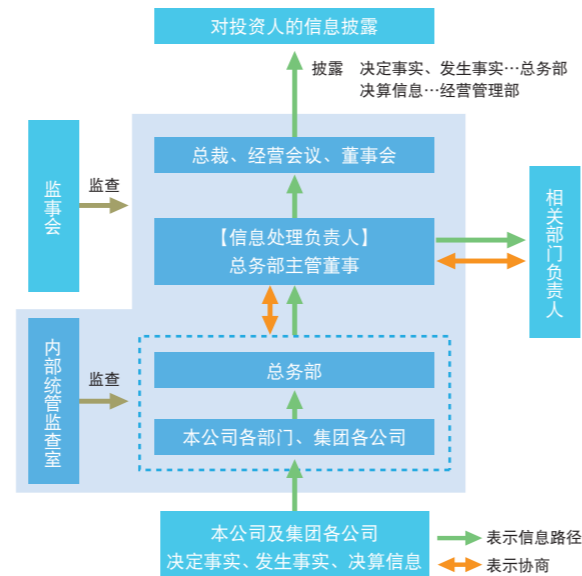 对投资人的信息披露
披露 决定事实、发生事实…总务部
决算信息…经营管理部
总裁、经营会议、董事会
监事会
监查
【信息处理负责人】
总务部主管董事
相关部门负责人
内部统管监查室
监查
总务部
本公司各部门、集团各公司
本公司及集团各公司
决定事实、发生事实、决算信息
表示信息路径
表示协商